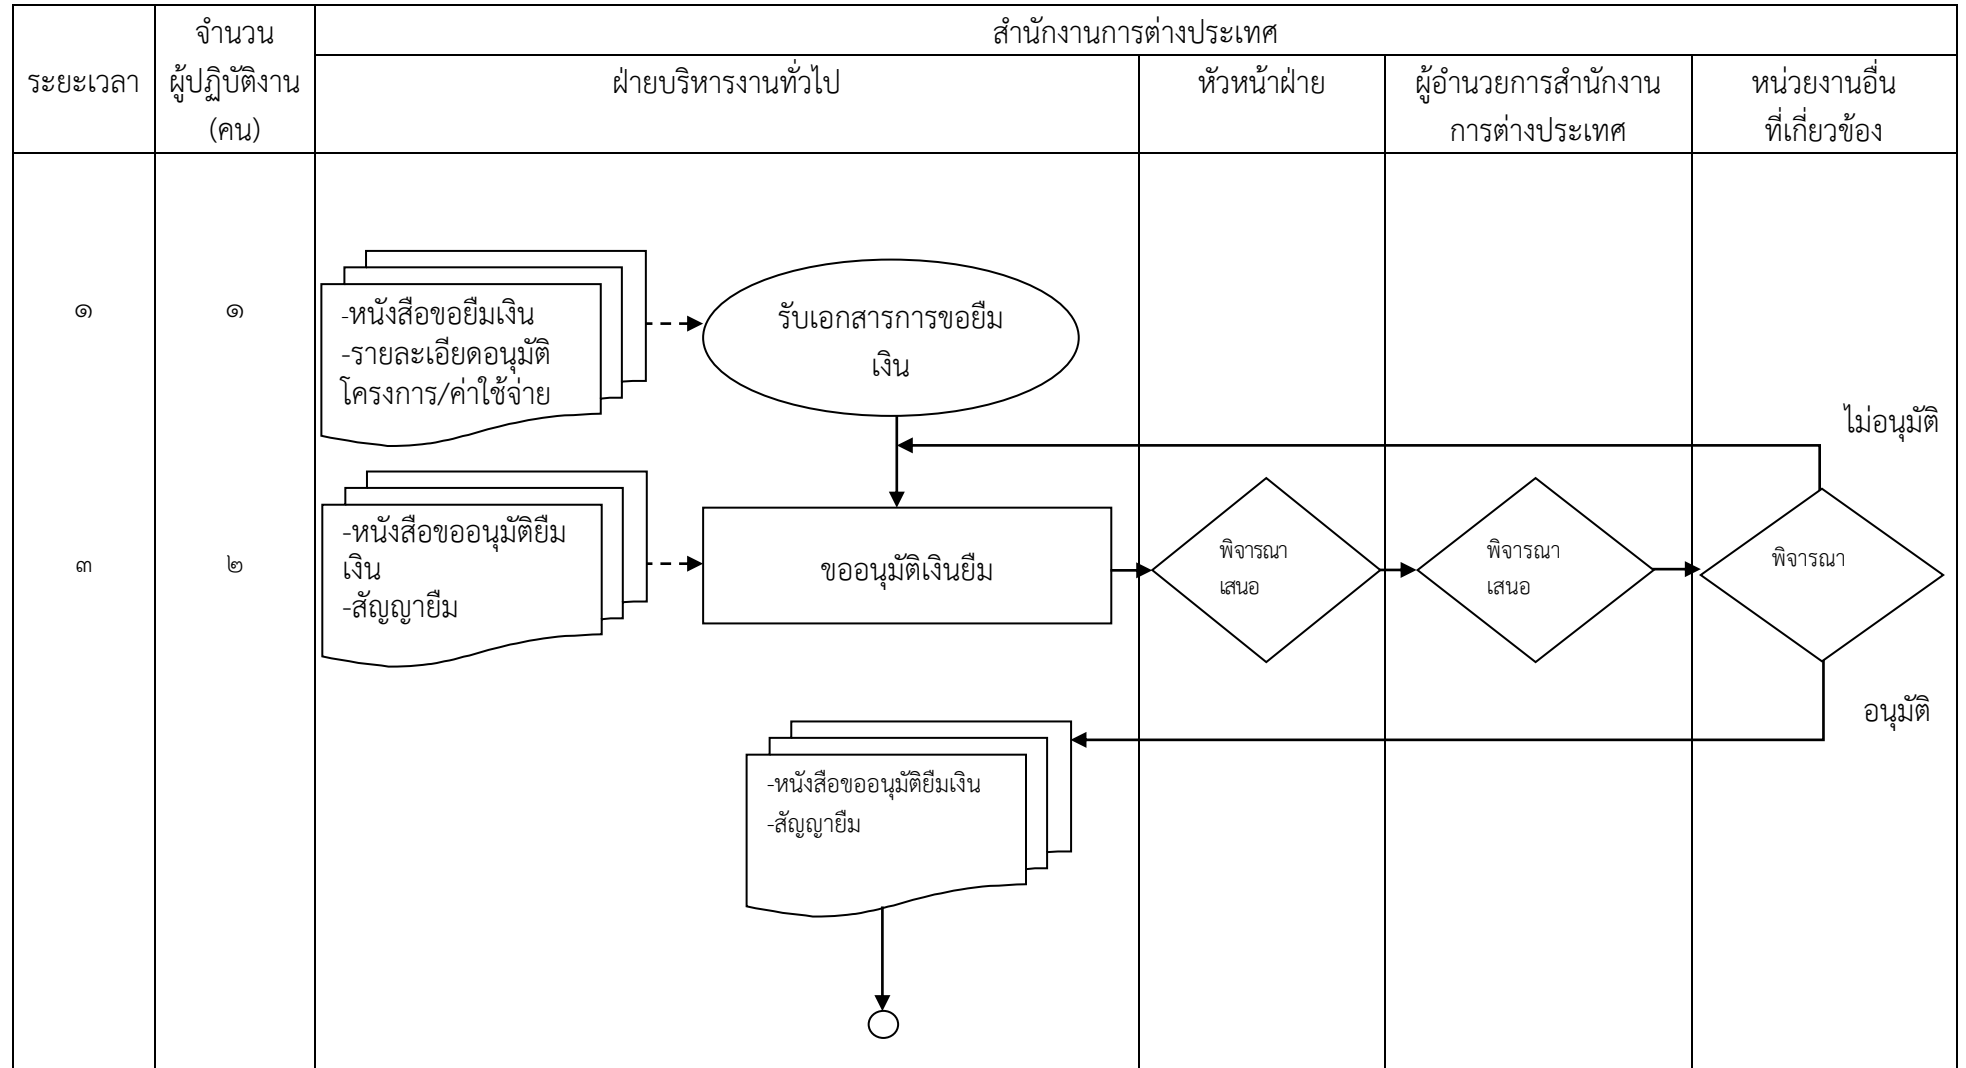 ระยะเวลา
จำนวน
ผู้ปฏิบัติงาน
(คน)
สำนักงานการต่างประเทศ
ฝ่ายบริหารงานทั่วไป
หัวหน้าฝ่าย
ผู้อำนวยการสำนักงาน
การต่างประเทศ
หน่วยงานอื่น
ที่เกี่ยวข้อง
๑
๑
-หนังสือขอยืมเงิน
-รายละเอียดอนุมัติ
โครงการ/ค่าใช้จ่าย
รับเอกสารการขอยืม
เงิน
ไม่อนุมัติ
๓
๒
-หนังสือขออนุมัติยืม
เงิน
-สัญญายืม
ขออนุมัติเงินยืม
พิจารณา
เสนอ
พิจารณา
เสนอ
พิจารณา
อนุมัติ
-หนังสือขออนุมัติยืมเงิน
-สัญญายืม